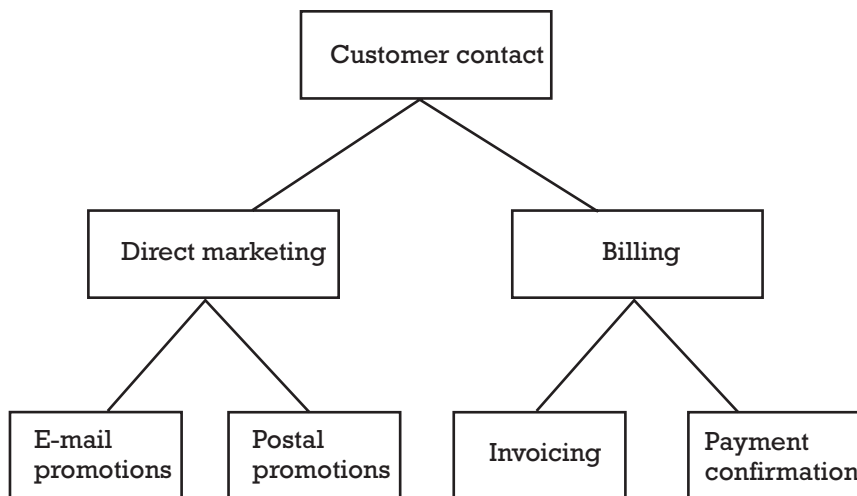 Customer contact
Direct marketing
Billing
E-mail
promotions
Postal
promotions
Invoicing
Payment
confirmation